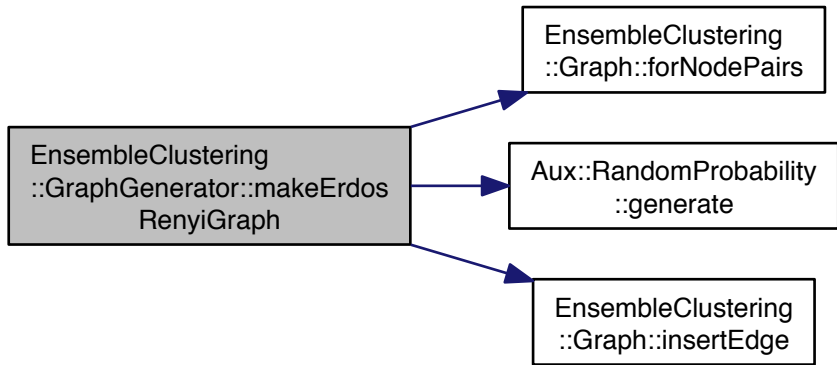 EnsembleClustering
::GraphGenerator::makeErdos
RenyiGraph
EnsembleClustering
::Graph::forNodePairs
Aux::RandomProbability
::generate
EnsembleClustering
::Graph::insertEdge